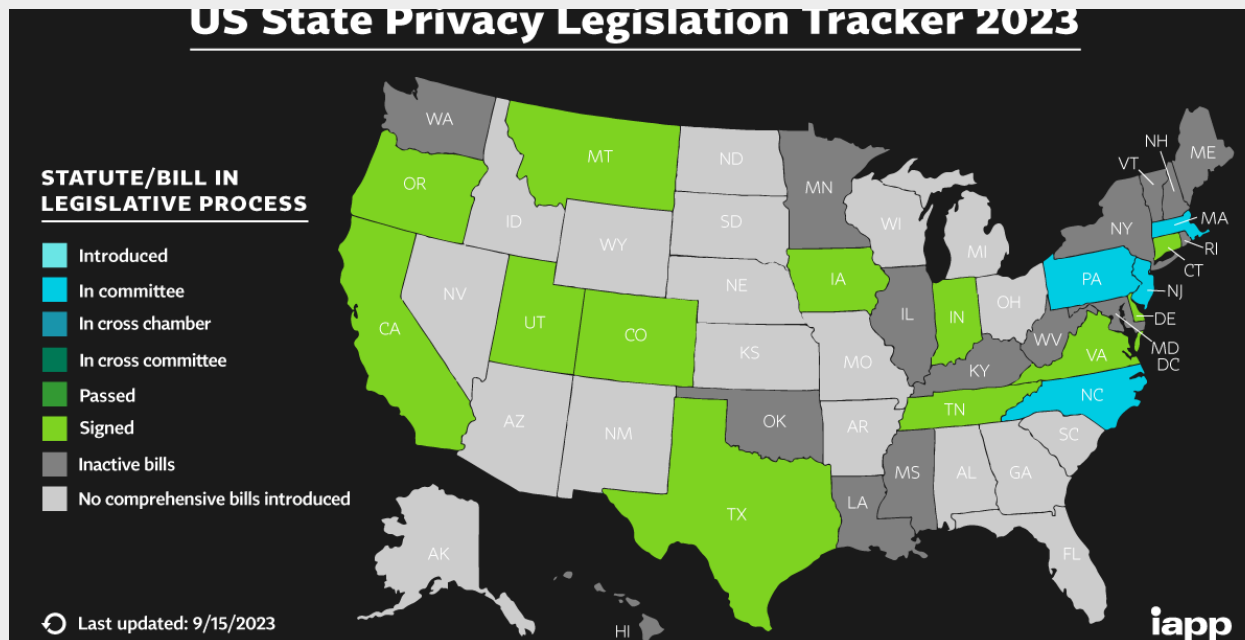 US State Privacy Legislation Tracker 2023
STATUTE/BILL IN
LEGISLATIVE PROCESS
Introduced
In committee
In cross chamber
In cross committee
Passed
Signed
Inactive bills
No comprehensive bills introduced
WA
MT
ND
MN
OR
ID
SD
WI
WY
MI
NH
VT
ME
NY
MA
RI
CT
NV
UT
CO
NE
IA
PA
NJ
CA
KS
IL
IN
OH
DE
WV
VA
MD
DC
MO
KY
AZ
NM
OK
AR
TN
NC
SC
TX
LA
MS
AL
GA
FL
AK
HI
Last updated: 9/15/2023
iapp